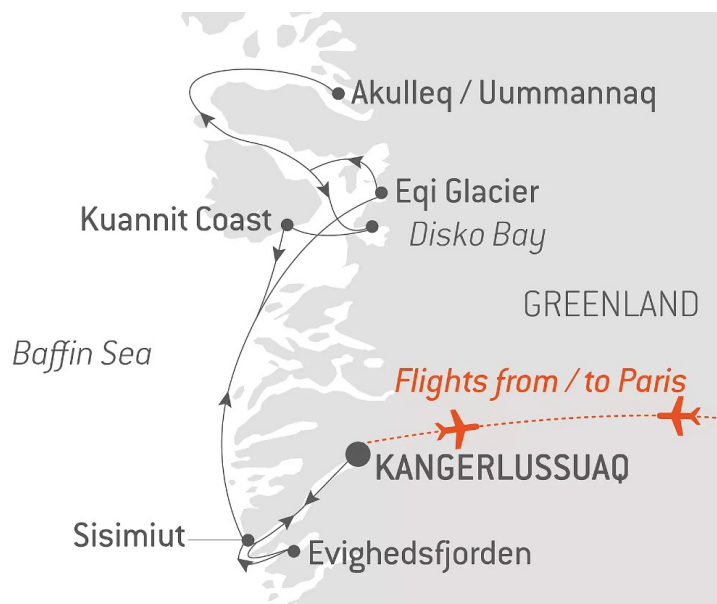 Akulleq / Uummannaq
Eqi Glacier
Kuannit Coast
Disko Bay
GREENLAND
Baffin Sea
Flights from / to Paris
KANGERLUSSUAQ
Sisimiut
Evighedsfjorden